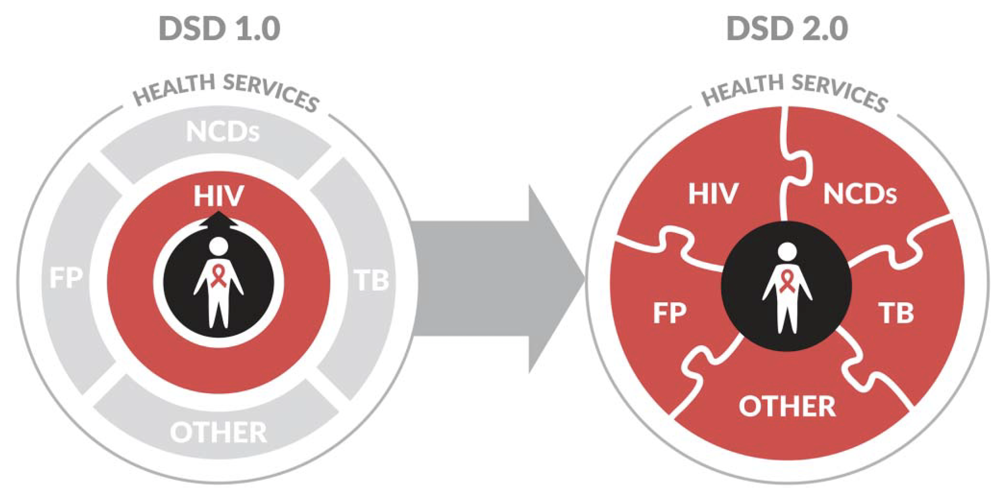 DSD 1.0
HEALTH SERVICES
NCDs
HIV
FP
TB
OTHER
DSD 2.0
HEALTH SERVICES
HIV
NCDs
FP
TB
OTHER